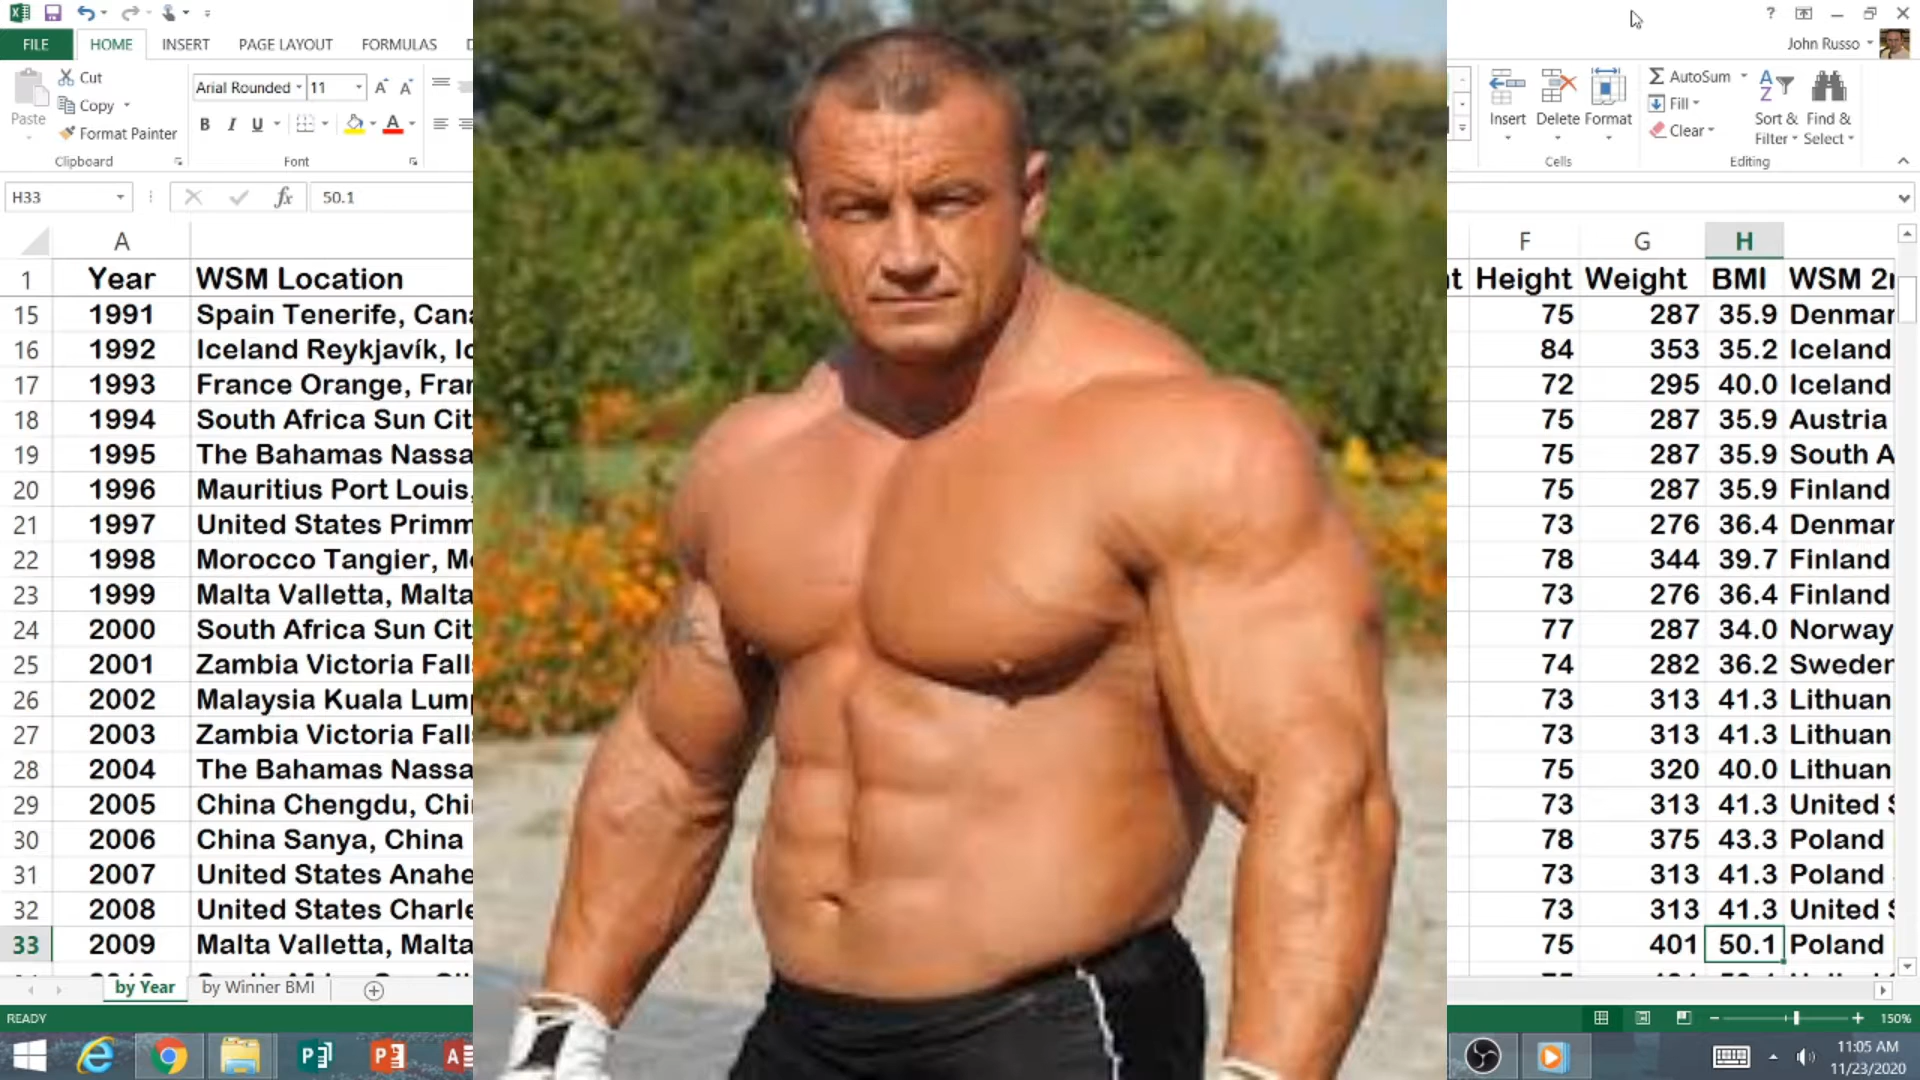 FILE HOME INSERT PAGE LAYOUT FORMULAS
John Russo
Paste
Cut
Copy
Format Painter
Clipboard
Arial Rounded 11
B I U
Font
Insert Delete Format
Cells
AutoSum
Fill
Clear
Sort & Filter
Find & Select
Editing
H33 fx 50.1
A F G H
1 Year WSM Location Height Weight BMI WSM
15 1991 Spain Tenerife, 75 287 35.9
16 1992 Iceland Reykjavík, 84 353 35.2 Iceland
17 1993 France Orange, 72 295 40.0 Iceland
18 1994 South Africa Sun 75 287 35.9 Austria
19 1995 The Bahamas 75 287 35.9 South
20 1996 Mauritius Port Louis, 75 287 35.9 Finland
21 1997 United States 73 276 36.4
22 1998 Morocco Tangier, 78 344 39.7 Finland
23 1999 Malta Valletta, Malta 73 276 36.4 Finland
24 2000 South Africa Sun 77 287 34.0 Norway
25 2001 Zambia Victoria 74 282 36.2
26 2002 Malaysia Kuala 73 313 41.3
27 2003 Zambia Victoria 73 313 41.3
28 2004 The Bahamas 75 320 40.0
29 2005 China Chengdu, 73 313 41.3 United
30 2006 China Sanya, China 78 375 43.3 Poland
31 2007 United States 73 313 41.3 Poland
32 2008 United States 73 313 41.3 United
33 2009 Malta Valletta, Malta 75 401 50.1 Poland
by Year by Winner BMI
READY 150%
11:05 AM
11/23/2020